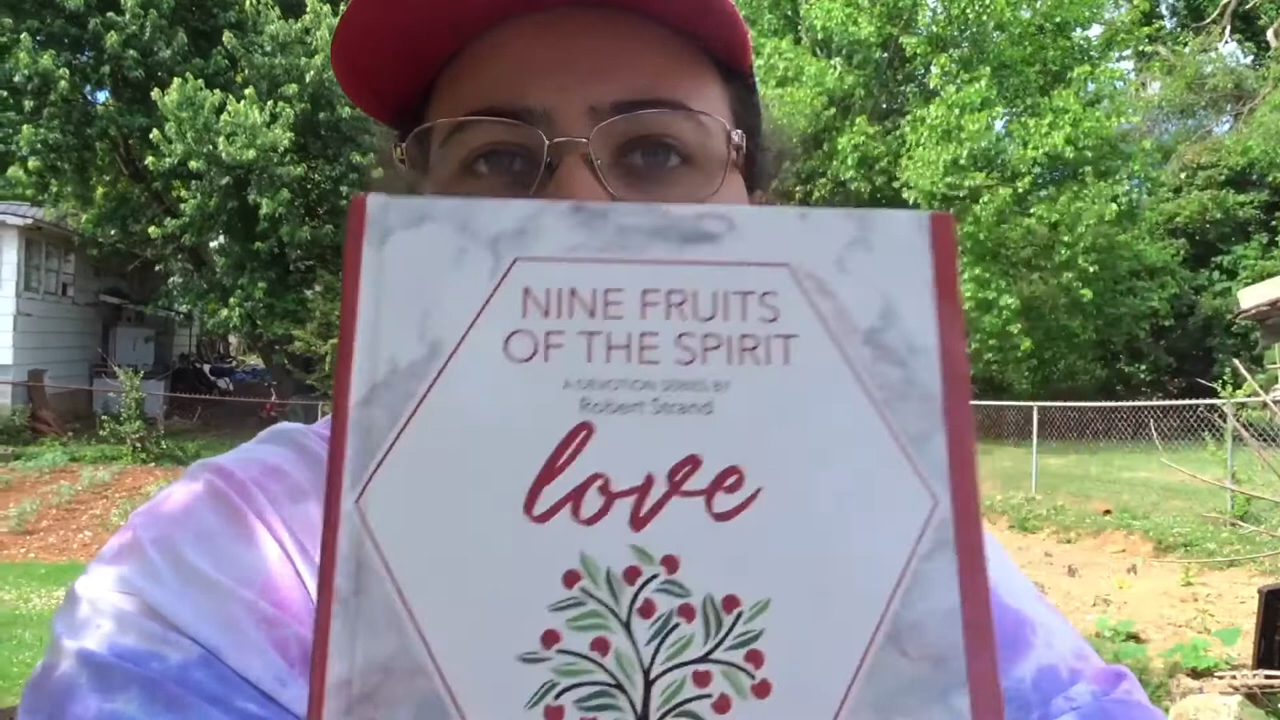 NINE FRUITS
OF THE SPIRIT
A DEVOTION SERIES BY
Robert Strand
love